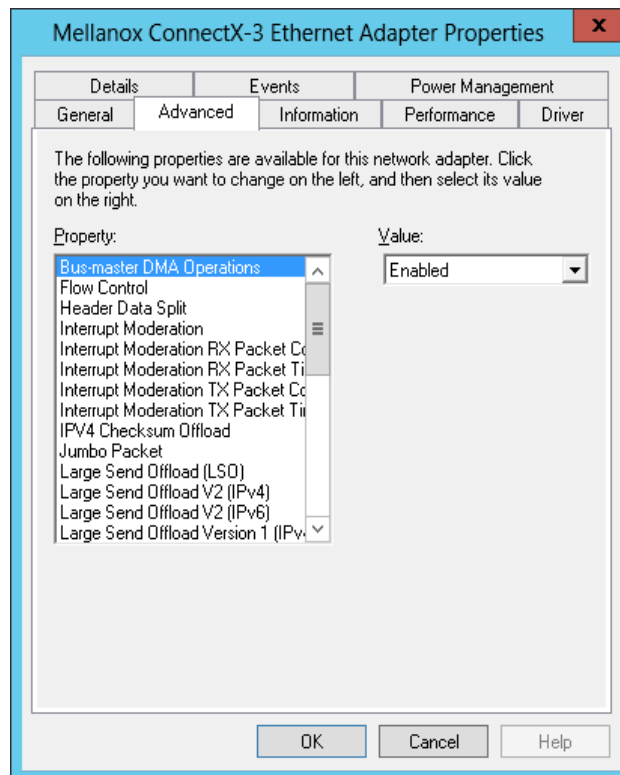 Mellanox ConnectX-3 Ethernet Adapter Properties
x
Details Events Power Management
General Advanced Information Performance Driver
The following properties are available for this network adapter. Click
the property you want to change on the left, and then select its value
on the right.
Property: Value:
Bus-master DMA Operations Enabled
Flow Control
Header Data Split
Interrupt Moderation
Interrupt Moderation RX Packet Co
Interrupt Moderation RX Packet Ti
Interrupt Moderation TX Packet Co
Interrupt Moderation TX Packet Tir
IPV4 Checksum Offload
Jumbo Packet
Large Send Offload (LSO)
Large Send Offload V2 (IPv4)
Large Send Offload V2 (IPv6)
Large Send Offload Version 1 (IPv
OK Cancel Help